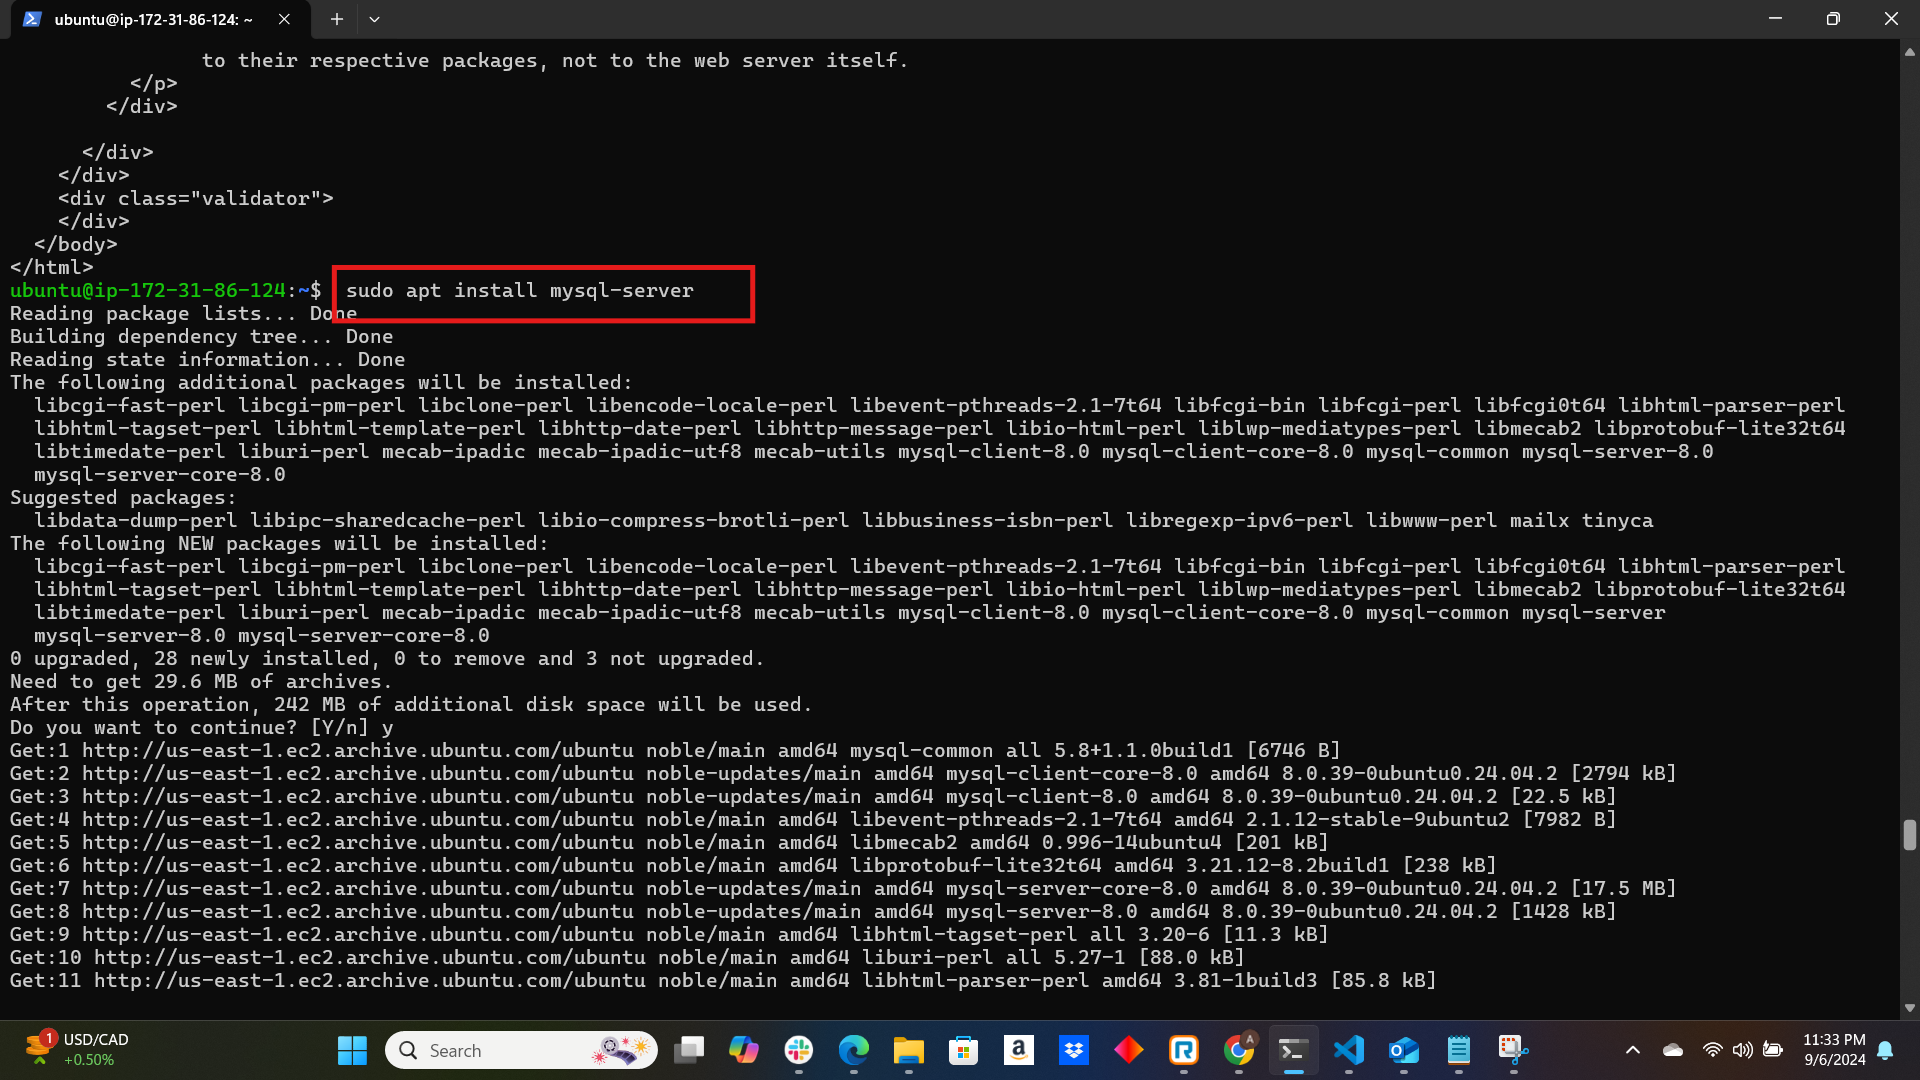 ubuntu@ip-172-31-86-124: ~
to their respective packages, not to the web server itself.
</p>
</div>
</div>
</div>
<div class="validator">
</div>
</body>
</html>
ubuntu@ip-172-31-86-124:~$ sudo apt install mysql-server
Reading package lists... Done
Building dependency tree... Done
Reading state information... Done
The following additional packages will be installed:
libcgi-fast-perl libcgi-pm-perl libclone-perl libencode-locale-perl libevent-pthreads-2.1-7t64 libfcgi-bin libfcgi-perl libfcgi0t64 libhtml-parser-perl
libhtml-tagset-perl libhtml-template-perl libhttp-date-perl libhttp-message-perl libio-html-perl liblwp-mediatypes-perl libmecab2 libprotobuf-lite32t64
libtimedate-perl liburi-perl mecab-ipadic mecab-ipadic-utf8 mecab-utils mysql-client-8.0 mysql-client-core-8.0 mysql-common mysql-server-8.0
mysql-server-core-8.0
Suggested packages:
libdata-dump-perl libipc-sharedcache-perl libio-compress-brotli-perl libbusiness-isbn-perl libregexp-ipv6-perl libwww-perl mailx tinyca
The following NEW packages will be installed:
libcgi-fast-perl libcgi-pm-perl libclone-perl libencode-locale-perl libevent-pthreads-2.1-7t64 libfcgi-bin libfcgi-perl libfcgi0t64 libhtml-parser-perl
libhtml-tagset-perl libhtml-template-perl libhttp-date-perl libhttp-message-perl libio-html-perl liblwp-mediatypes-perl libmecab2 libprotobuf-lite32t64
libtimedate-perl liburi-perl mecab-ipadic mecab-ipadic-utf8 mecab-utils mysql-client-8.0 mysql-client-core-8.0 mysql-common mysql-server
mysql-server-8.0 mysql-server-core-8.0
0 upgraded, 28 newly installed, 0 to remove and 3 not upgraded.
Need to get 29.6 MB of archives.
After this operation, 242 MB of additional disk space will be used.
Do you want to continue? [Y/n] y
Get:1 http://us-east-1.ec2.archive.ubuntu.com/ubuntu noble/main amd64 mysql-common all 5.8+1.1.0build1 [6746 B]
Get:2 http://us-east-1.ec2.archive.ubuntu.com/ubuntu noble-updates/main amd64 mysql-client-core-8.0 amd64 8.0.39-0ubuntu0.24.04.2 [2794 kB]
Get:3 http://us-east-1.ec2.archive.ubuntu.com/ubuntu noble-updates/main amd64 mysql-client-8.0 amd64 8.0.39-0ubuntu0.24.04.2 [22.5 kB]
Get:4 http://us-east-1.ec2.archive.ubuntu.com/ubuntu noble/main amd64 libevent-pthreads-2.1-7t64 amd64 2.1.12-stable-9ubuntu2 [7982 B]
Get:5 http://us-east-1.ec2.archive.ubuntu.com/ubuntu noble/main amd64 libmecab2 amd64 0.996-14ubuntu4 [201 kB]
Get:6 http://us-east-1.ec2.archive.ubuntu.com/ubuntu noble/main amd64 libprotobuf-lite32t64 amd64 3.21.12-8.2build1 [238 kB]
Get:7 http://us-east-1.ec2.archive.ubuntu.com/ubuntu noble-updates/main amd64 mysql-server-core-8.0 amd64 8.0.39-0ubuntu0.24.04.2 [17.5 MB]
Get:8 http://us-east-1.ec2.archive.ubuntu.com/ubuntu noble-updates/main amd64 mysql-server-8.0 amd64 8.0.39-0ubuntu0.24.04.2 [1428 kB]
Get:9 http://us-east-1.ec2.archive.ubuntu.com/ubuntu noble/main amd64 libhtml-tagset-perl all 3.20-6 [11.3 kB]
Get:10 http://us-east-1.ec2.archive.ubuntu.com/ubuntu noble/main amd64 liburi-perl all 5.27-1 [88.0 kB]
Get:11 http://us-east-1.ec2.archive.ubuntu.com/ubuntu noble/main amd64 libhtml-parser-perl amd64 3.81-1build3 [85.8 kB]
1
USD/CAD
+0.50%
Search
11:33 PM
9/6/2024